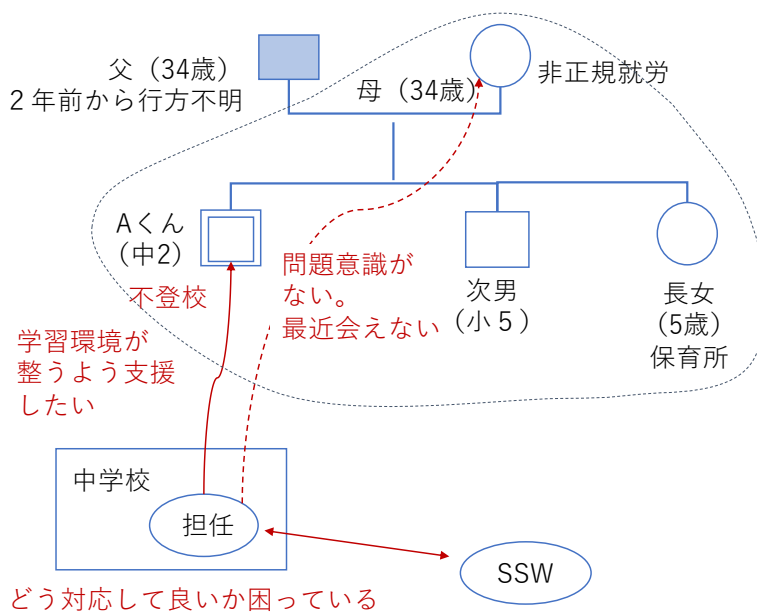 父（34歳）
２年前から行方不明
母（34歳）
非正規就労
Aくん
（中2）
不登校
問題意識が
ない。
最近会えない
次男
（小５）
長女
（5歳）
保育所
学習環境が
整うよう支援
したい
中学校
担任
SSW
どう対応して良いか困っている